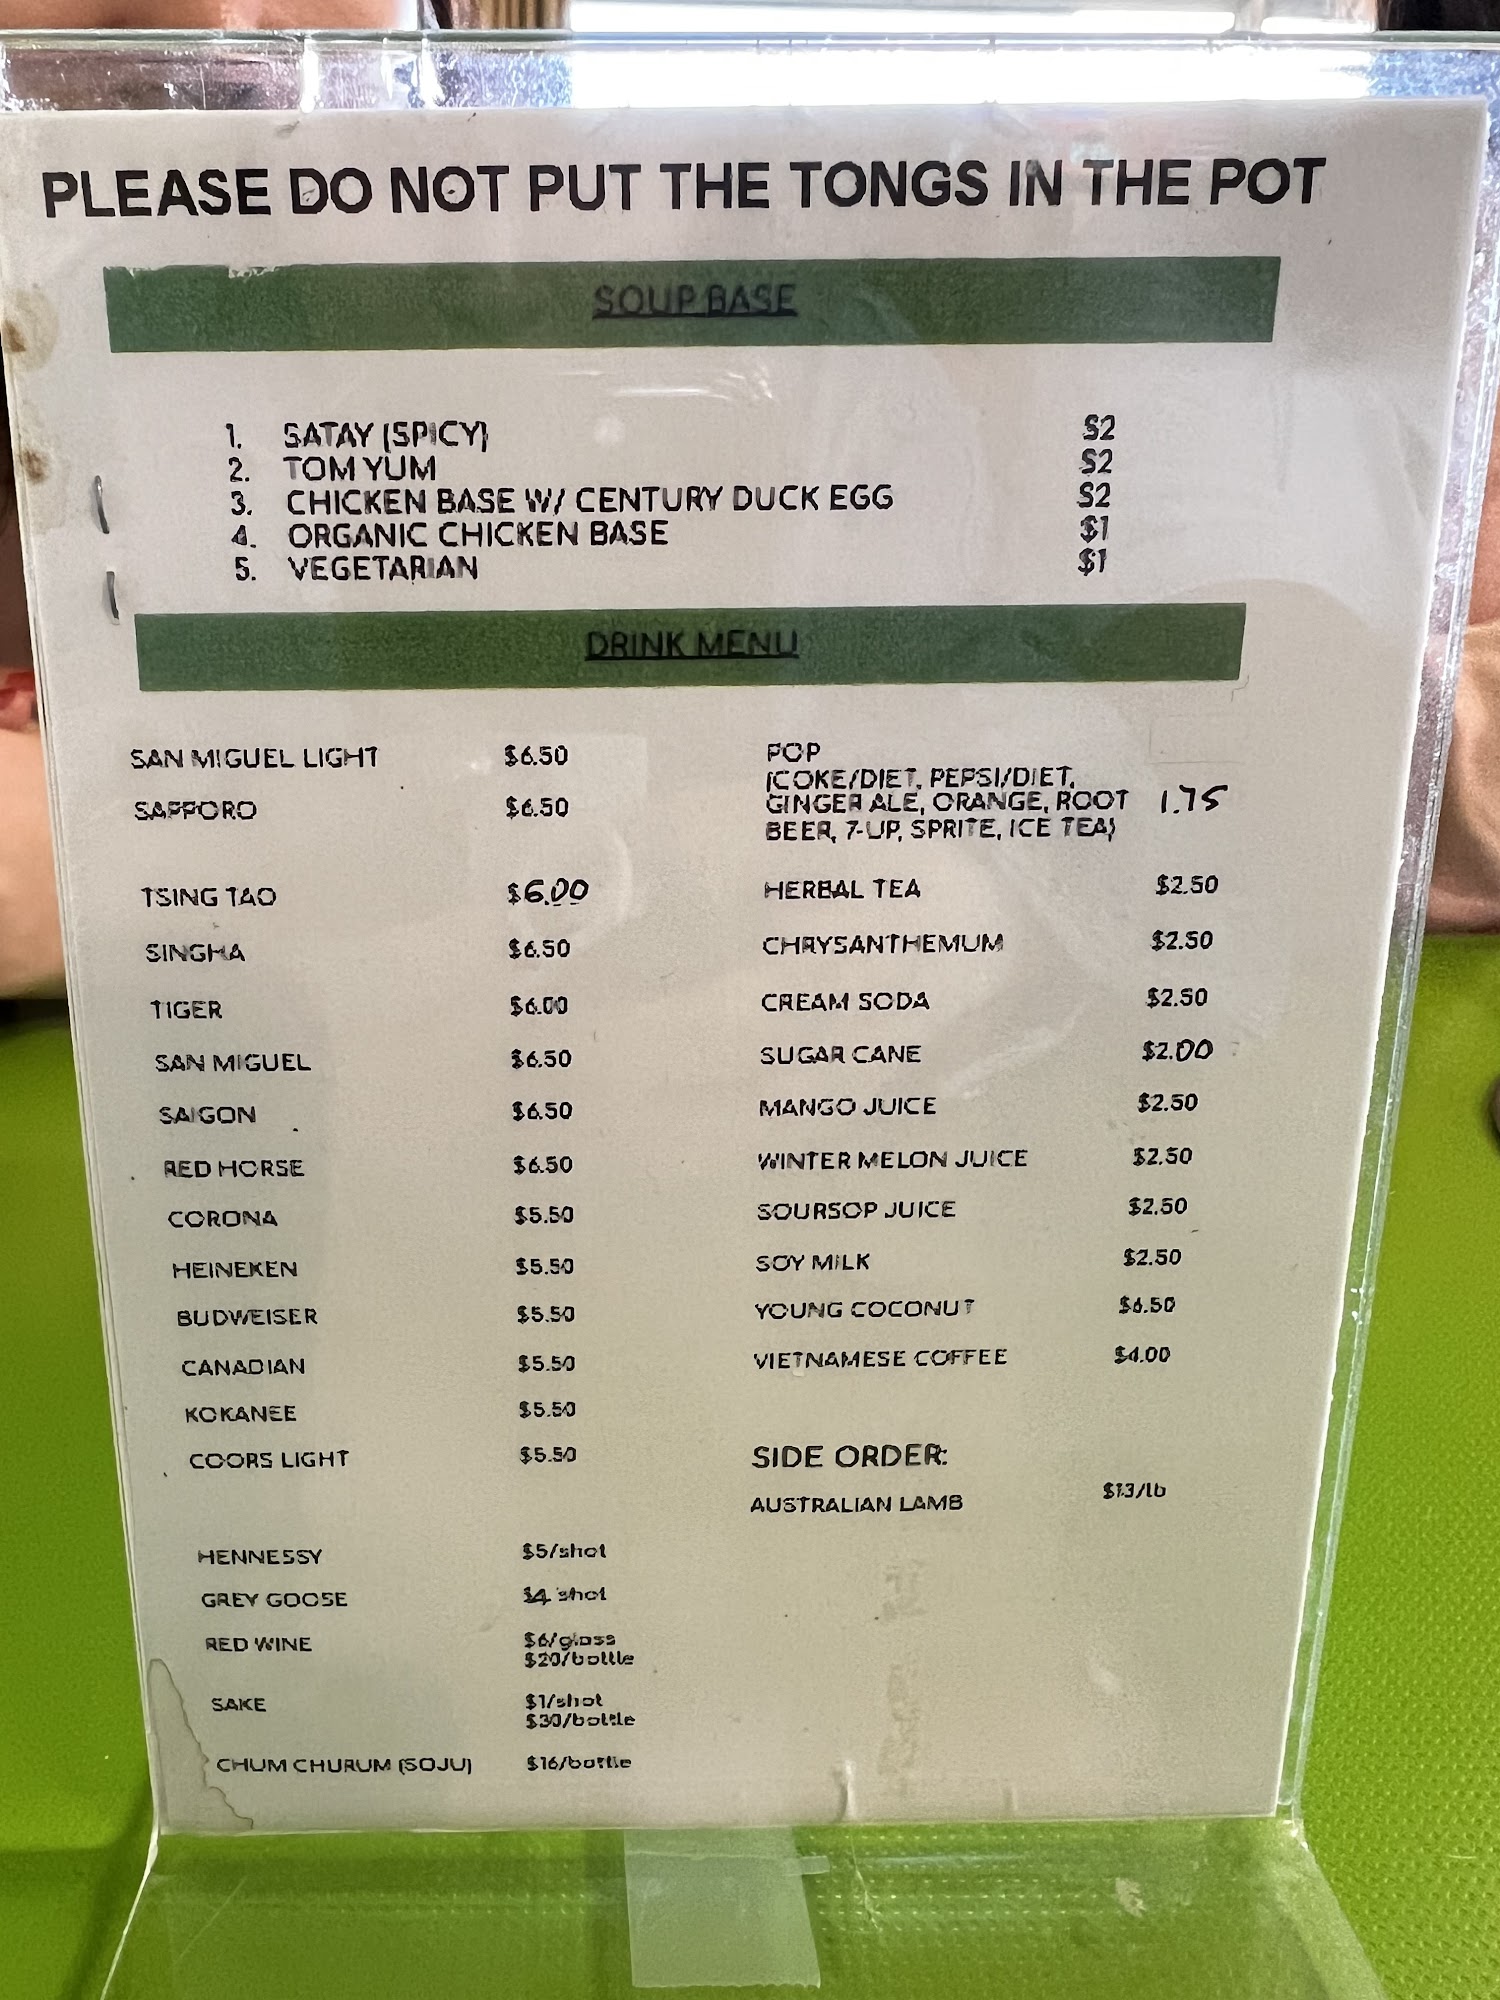 PLEASE DO NOT PUT THE TONGS IN THE POT
SOUP BASE
1. SATAY (SPICY) $2
2. TOM YUM $2
3. CHICKEN BASE W/ CENTURY DUCK EGG $2
4. ORGANIC CHICKEN BASE $1
5. VEGETARIAN $1
DRINK MENU
SAN MIGUEL LIGHT $6.50
SAPPORO $6.50
TSING TAO $6.00
SINGHA $6.50
TIGER $6.00
SAN MIGUEL $6.50
SAIGON $6.50
RED HORSE $6.50
CORONA $5.50
HEINEKEN $5.50
BUDWEISER $5.50
CANADIAN $5.50
KOKANEE $5.50
COORS LIGHT $5.50
HENNESSY $5/shot
GREY GOOSE $4 shot
RED WINE $6/glass
$20/bottle
SAKE $1/shot
$30/bottle
CHUM CHURUM (SOJU) $16/bottle
POP
(COKE/DIET, PEPSI/DIET,
GINGER ALE, ORANGE, ROOT 1.75
BEER, 7-UP, SPRITE, ICE TEA)
HERBAL TEA $2.50
CHRYSANTHEMUM $2.50
CREAM SODA $2.50
SUGAR CANE $2.00
MANGO JUICE $2.50
WINTER MELON JUICE $2.50
SOURSOP JUICE $2.50
SOY MILK $2.50
YOUNG COCONUT $6.50
VIETNAMESE COFFEE $4.00
SIDE ORDER:
AUSTRALIAN LAMB $13/lb